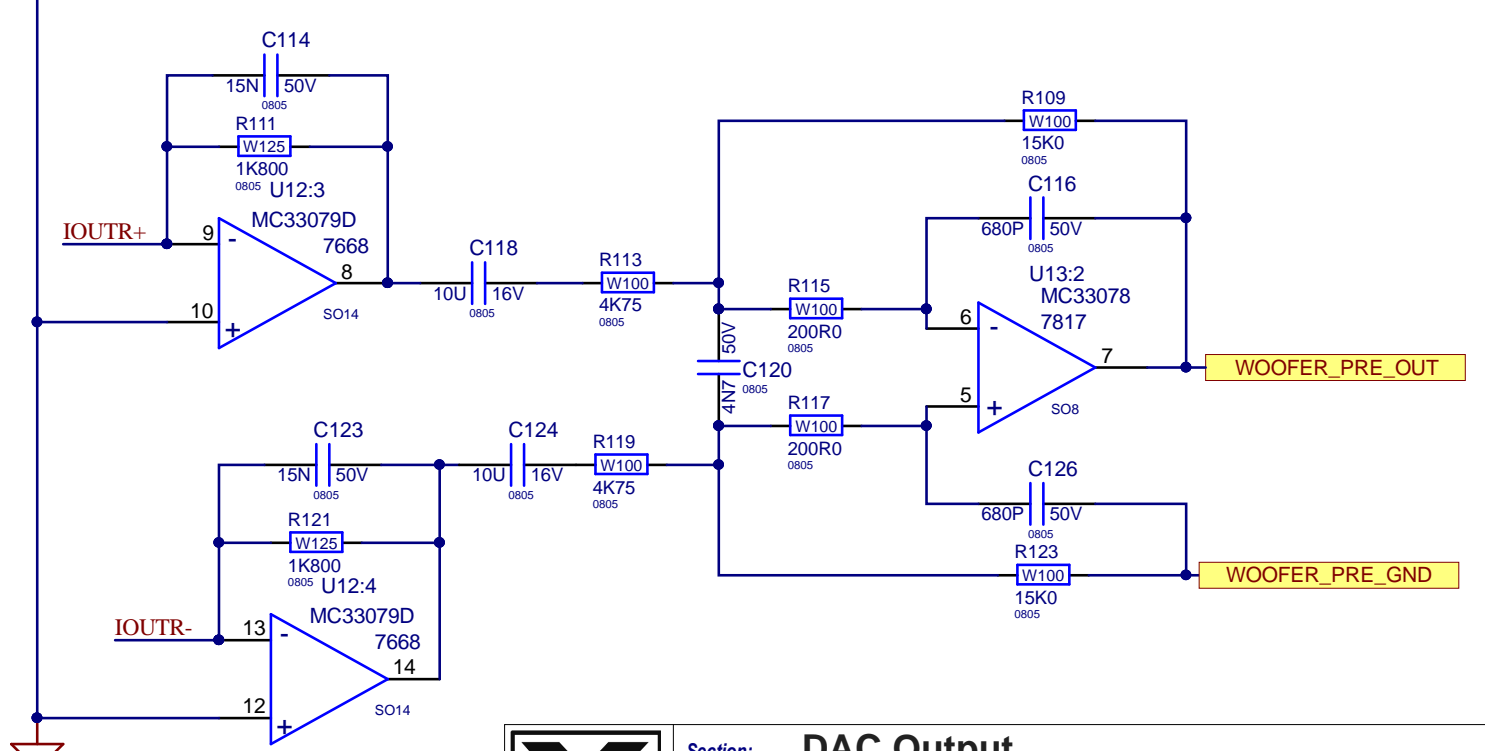 C114
15N 50V
0805
R111
W125
1K800
0805 U12:3
MC33079D
7668
IOUTR+
9
-
8
10
+
SO14
C118
10U 16V
0805
R113
W100
4K75
0805
R109
W100
15K0
0805
C116
680P 50V
0805
R115
W100
200R0
0805
U13:2
MC33078
7817
6
-
7
5
+
SO8
WOOFER_PRE_OUT
50V
C120
0805
4N7
R117
W100
200R0
0805
C123
15N 50V
0805
C124
10U 16V
0805
R119
W100
4K75
0805
C126
680P 50V
0805
R121
W125
1K800
0805 U12:4
MC33079D
7668
R123
W100
15K0
0805
WOOFER_PRE_GND
IOUTR-
13
-
14
12
+
SO14
Section: DAC Output